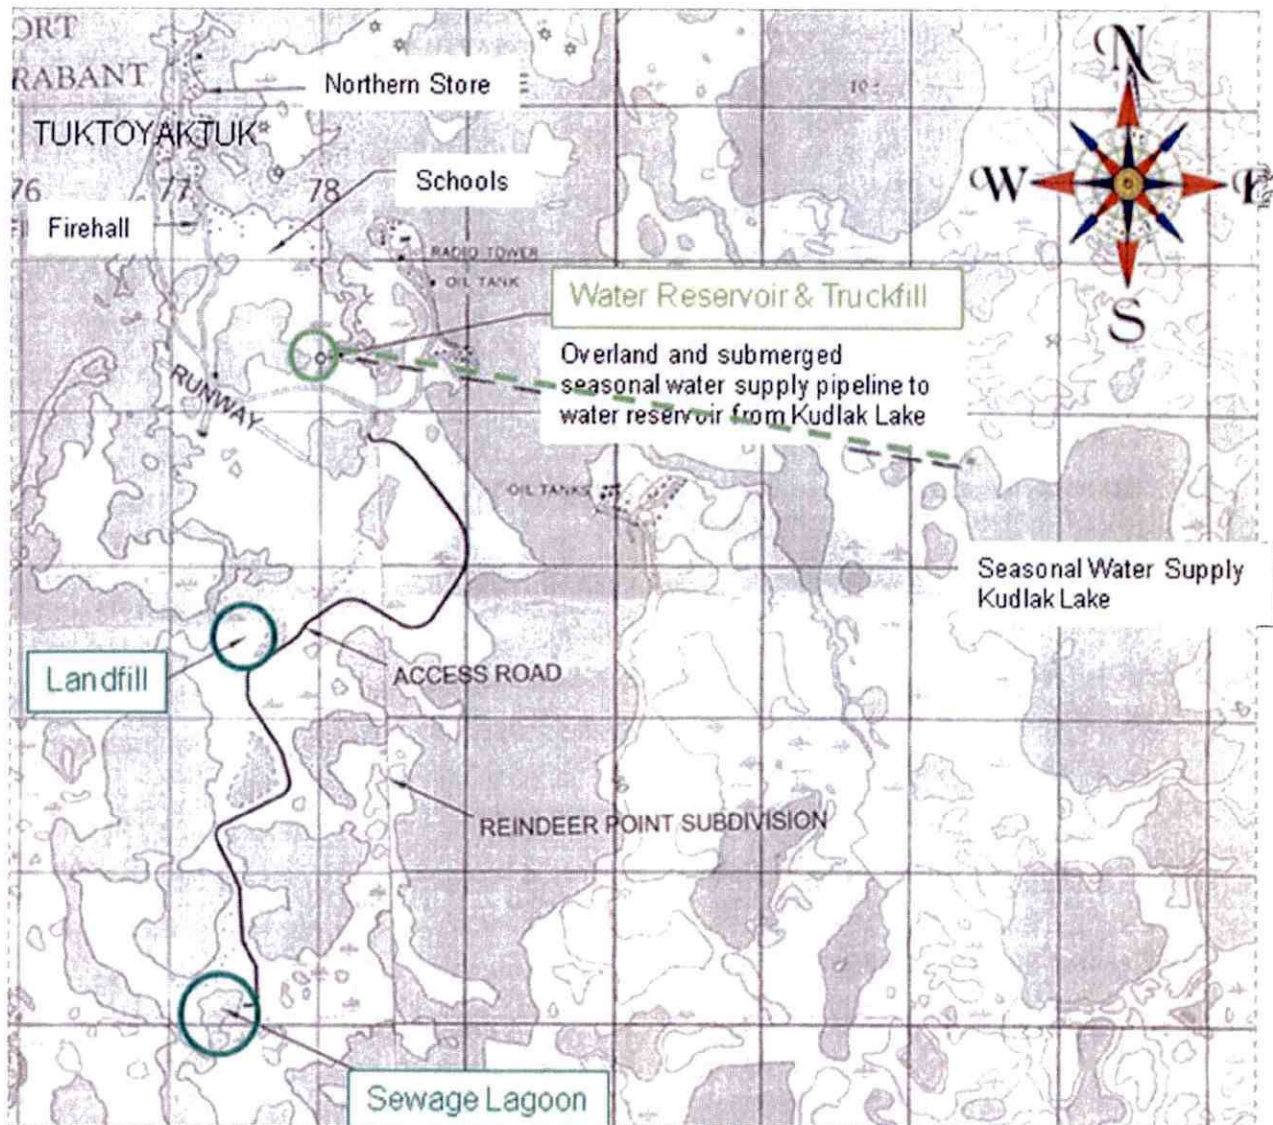 ORT
RABANT
Northern Store
TUKTOYAKTUK
76 77 78
Schools
Firehall
RADIO TOWER
OIL TANK
Water Reservoir & Truckfill
Overland and submerged
seasonal water supply pipeline to
water reservoir from Kudlak Lake
RUNWAY
OIL TANKS
Seasonal Water Supply
Kudlak Lake
Landfill
ACCESS ROAD
REINDEER POINT SUBDIVISION
Sewage Lagoon
N
W
E
S